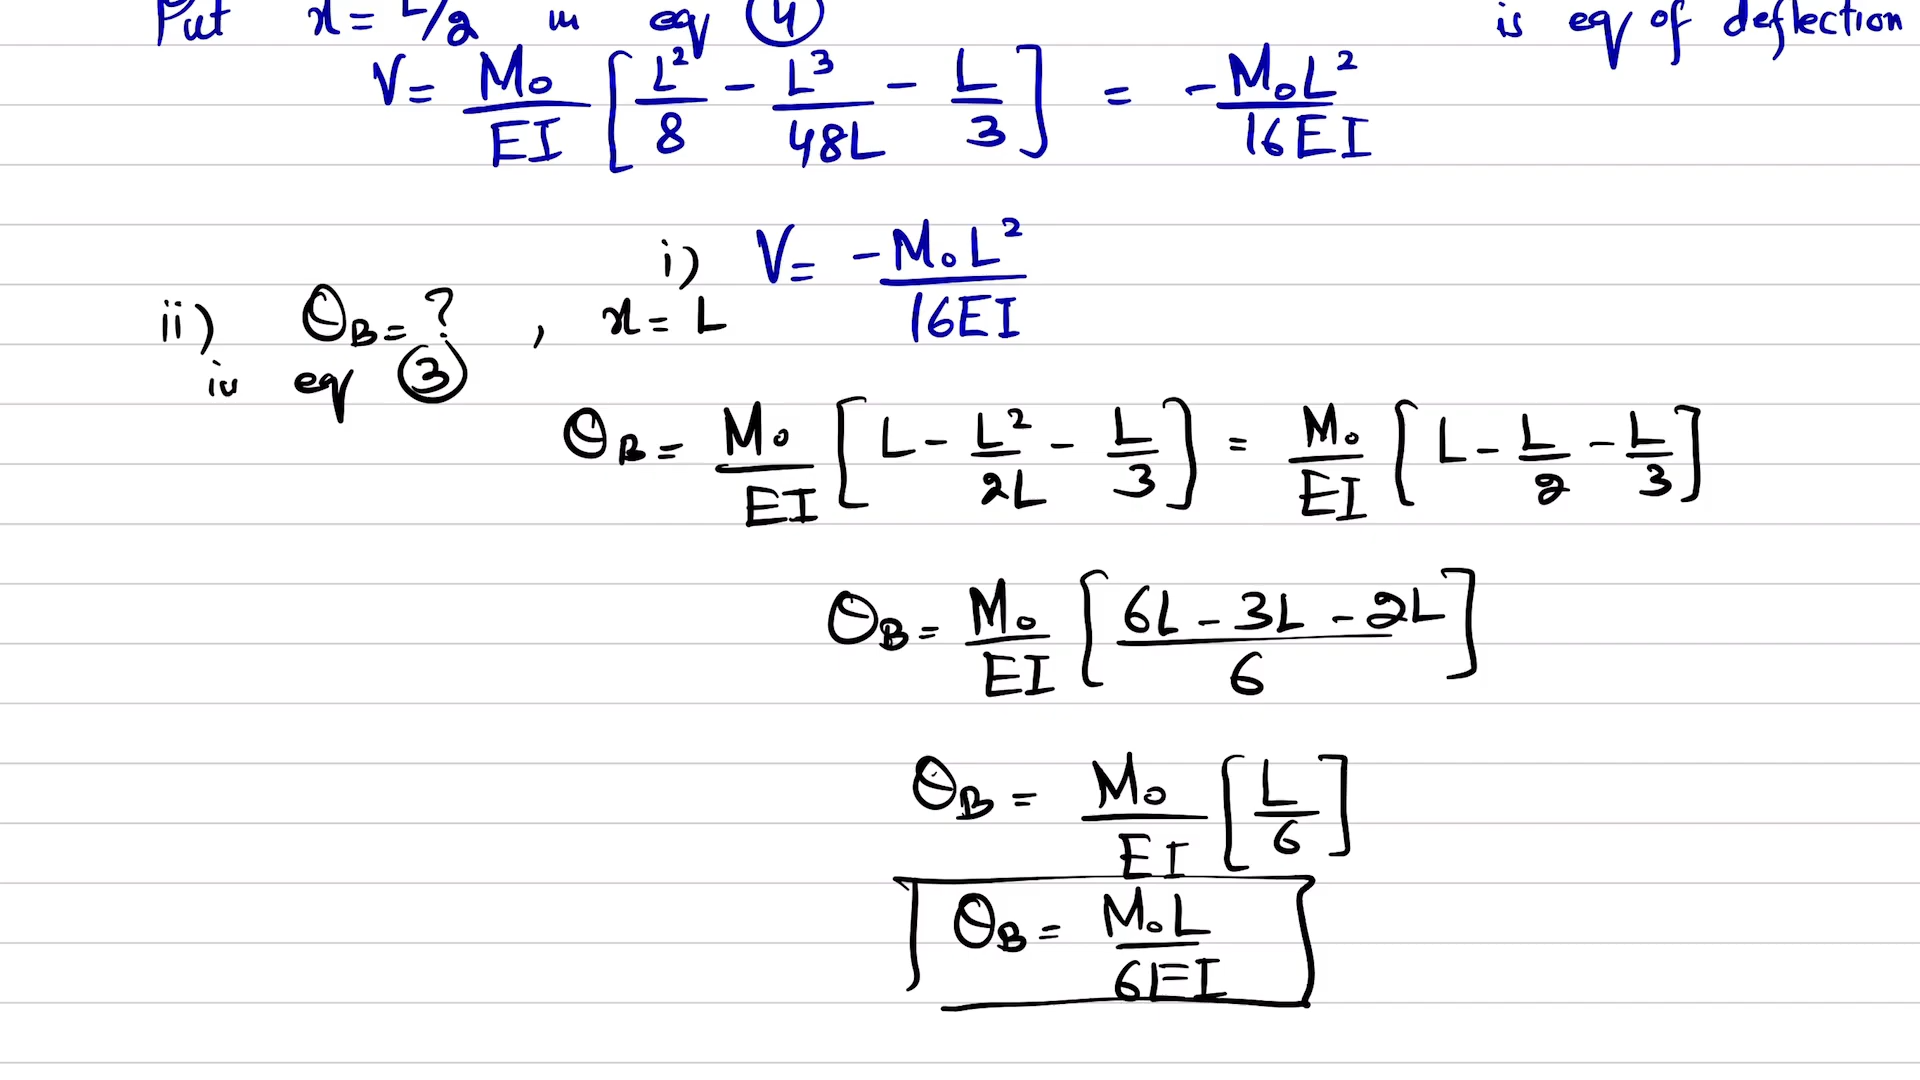 Put x = L/2 in eq ④ is eq of deflection
V = M₀/EI [L²/8 - L³/48L - L/3] = -M₀L²/16EI
i) V = -M₀L²/16EI
ii) θB = ? , x = L
in eq ③
θB = M₀/EI [L - L²/2L - L/3] = M₀/EI [L - L/2 - L/3]
θB = M₀/EI [6L - 3L - 2L / 6]
θB = M₀/EI [L/6]
θB = M₀L/6EI